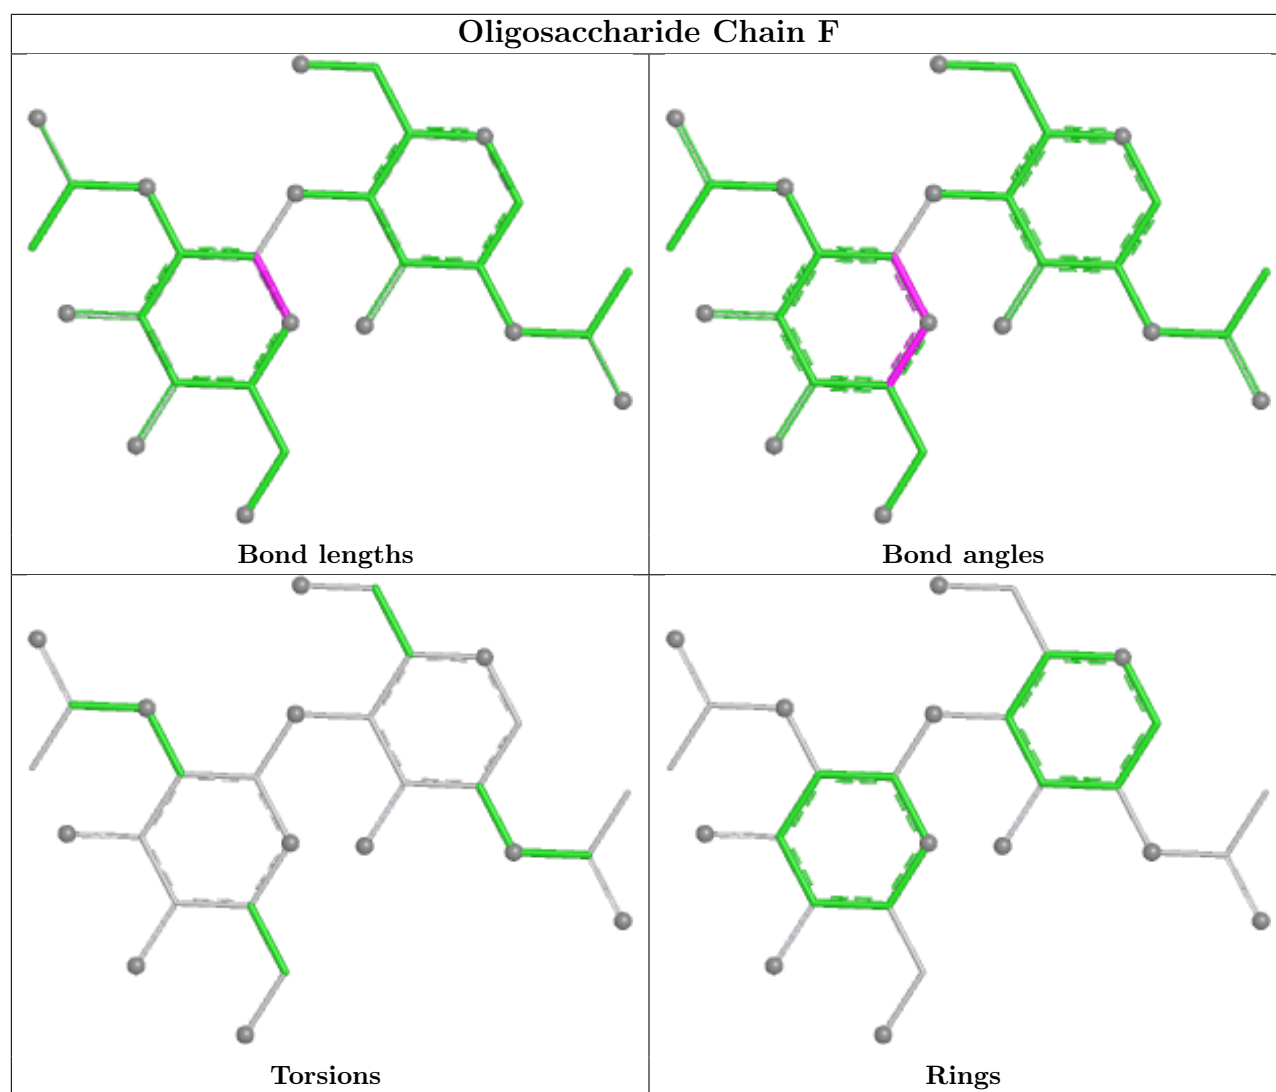 Oligosaccharide Chain F
Bond lengths
Bond angles
Torsions
Rings